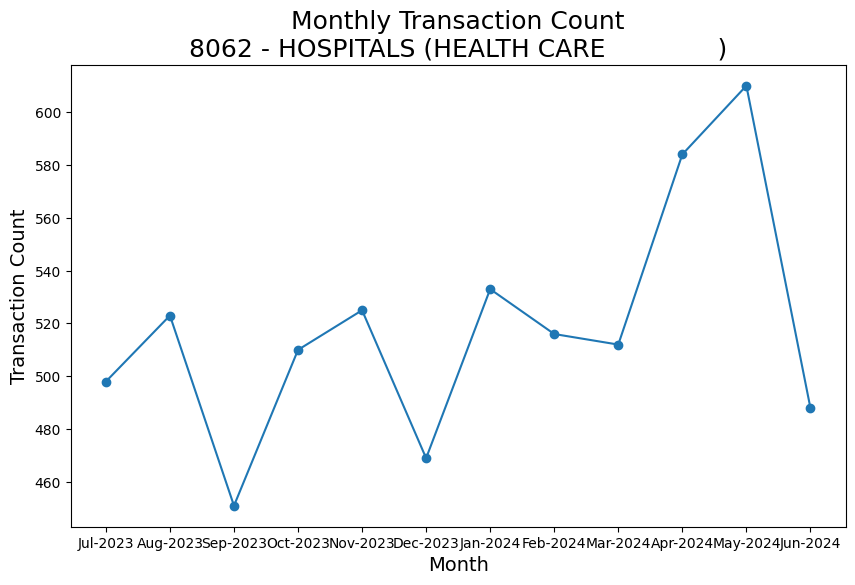 Monthly Transaction Count
8062 - HOSPITALS (HEALTH CARE              )
Transaction Count
600
580
560
540
520
500
480
460
Jul-2023 Aug-2023 Sep-2023 Oct-2023 Nov-2023 Dec-2023 Jan-2024 Feb-2024 Mar-2024 Apr-2024 May-2024 Jun-2024
Month